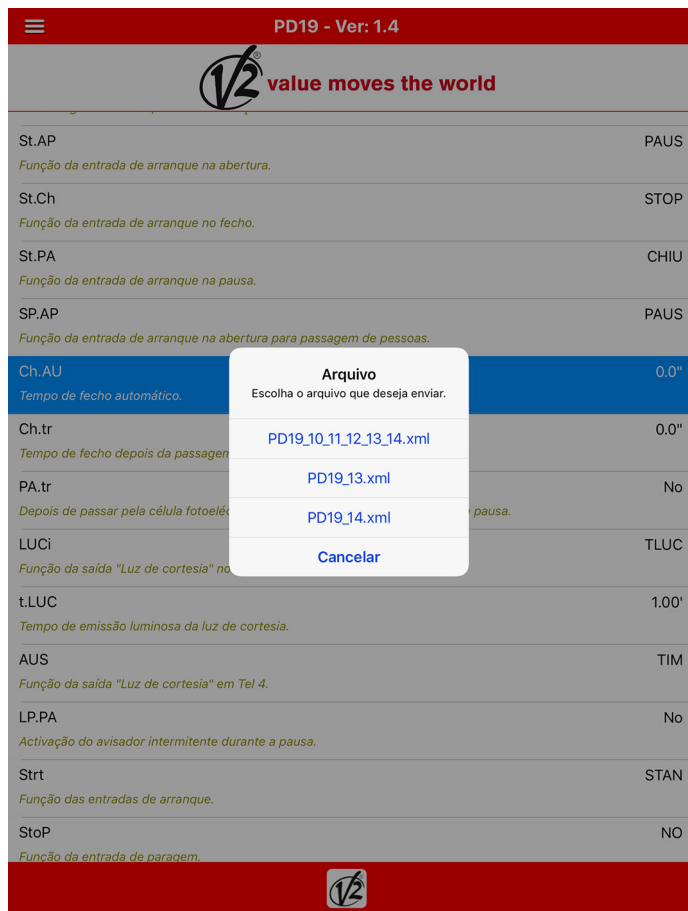 PD19 - Ver: 1.4
V2® value moves the world
St.AP PAUS
Função da entrada de arranque na abertura.
St.Ch STOP
Função da entrada de arranque no fecho.
St.PA CHIU
Função da entrada de arranque na pausa.
SP.AP PAUS
Função da entrada de arranque na abertura para passagem de pessoas.
Ch.AU 0.0"
Tempo de fecho automático.
Arquivo
Escolha o arquivo que deseja enviar.
PD19_10_11_12_13_14.xml
PD19_13.xml
PD19_14.xml
Cancelar
Ch.tr 0.0"
Tempo de fecho depois da passagem
PA.tr No
Depois de passar pela célula pausa.
LUCi TLUC
Função da saída "Luz de cortesia"
t.LUC 1.00'
Tempo de emissão luminosa da luz de cortesia.
AUS TIM
Função da saída "Luz de cortesia" em Tel 4.
LP.PA No
Activação do avisador intermitente durante a pausa.
Strt STAN
Função das entradas de arranque.
StoP NO
Função da entrada de paragem.
V2